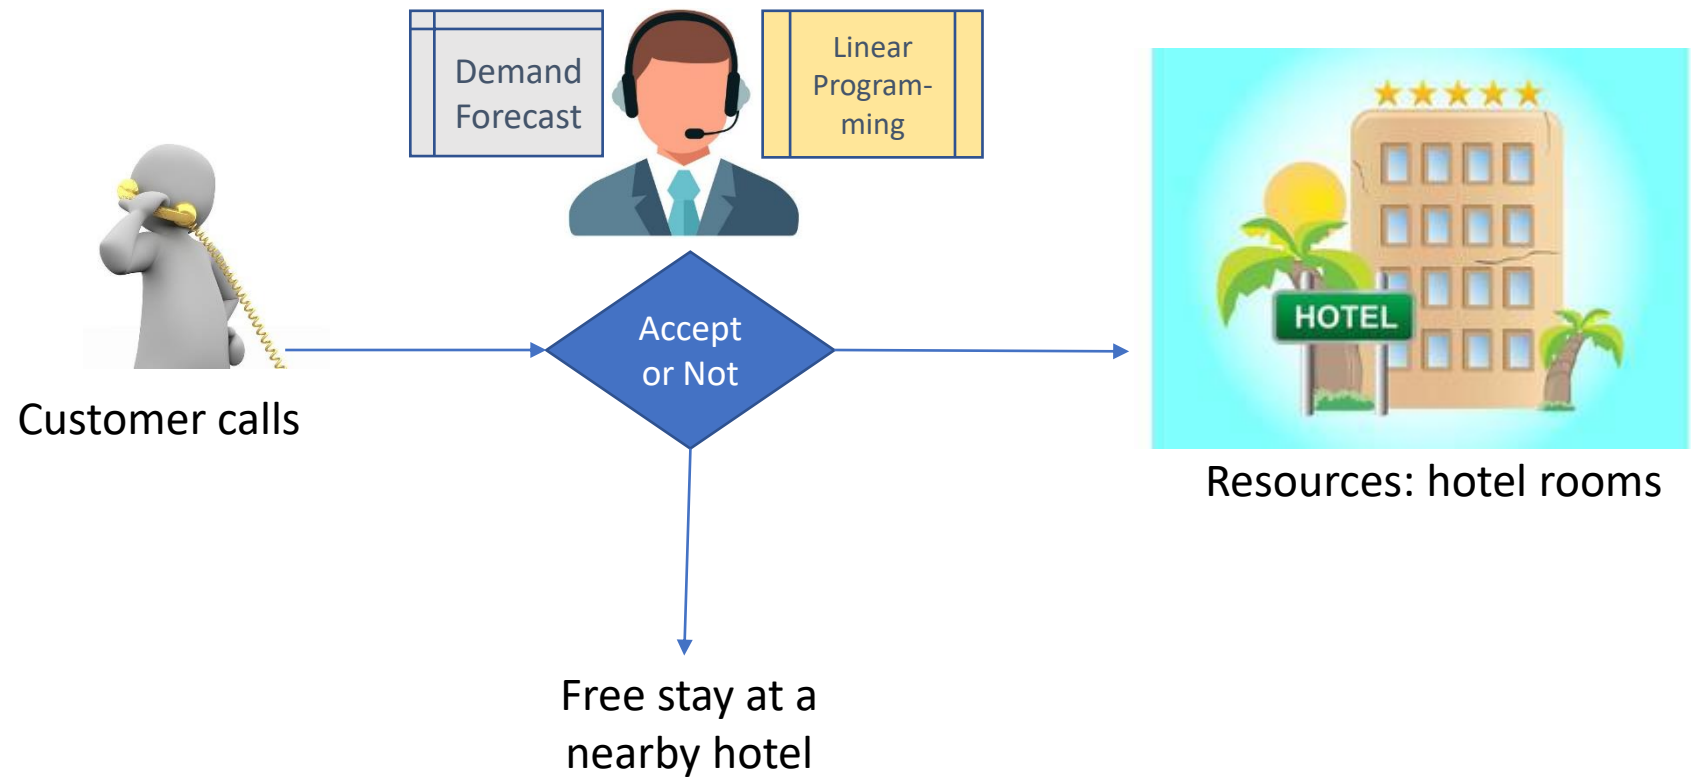 Demand
Forecast
Linear
Program-
ming
Customer calls
Accept
or Not
HOTEL
Resources: hotel rooms
Free stay at a
nearby hotel